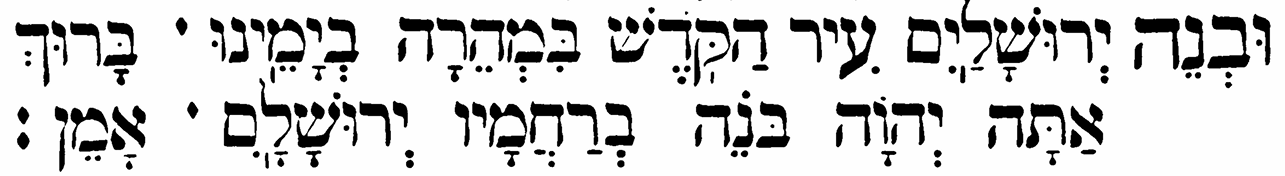 וּבְנֵה יְרוּשָׁלַיִם עִיר הַקֹּדֶשׁ בִּמְהֵרָה בְיָמֵינוּ · בָּרוּךְ
אַתָּה יְהֹוָה בּוֹנֵה בְרַחֲמָיו יְרוּשָׁלָיִם · אָמֵן :